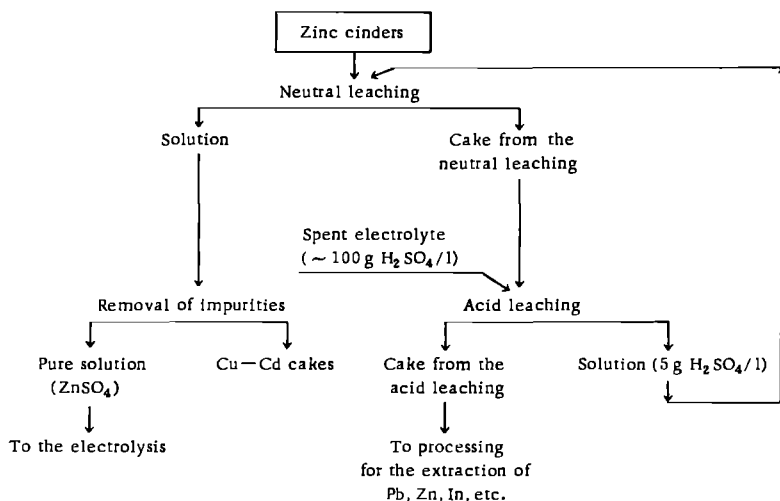 Zinc cinders
Neutral leaching
Solution
Cake from the
neutral leaching
Spent electrolyte
(~ 100 g H₂SO₄/l)
Removal of impurities
Acid leaching
Pure solution
(ZnSO₄)
Cu—Cd cakes
Cake from the
acid leaching
Solution (5 g H₂SO₄/l)
To the electrolysis
To processing
for the extraction of
Pb, Zn, In, etc.